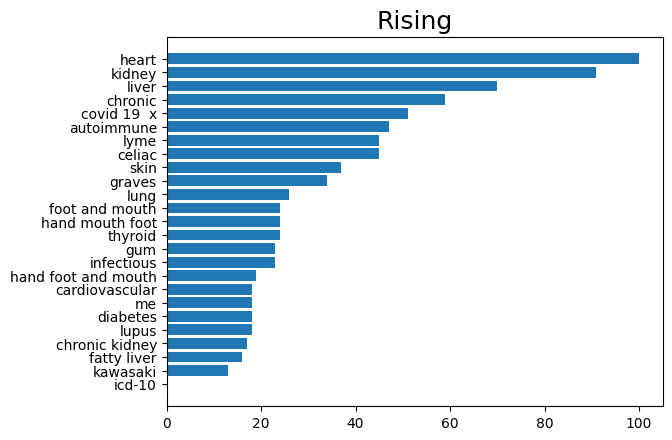 Rising
heart
kidney
liver
chronic
covid 19  x
autoimmune
lyme
celiac
skin
graves
lung
foot and mouth
hand mouth foot
thyroid
gum
infectious
hand foot and mouth
cardiovascular
me
diabetes
lupus
chronic kidney
fatty liver
kawasaki
icd-10
0 20 40 60 80 100